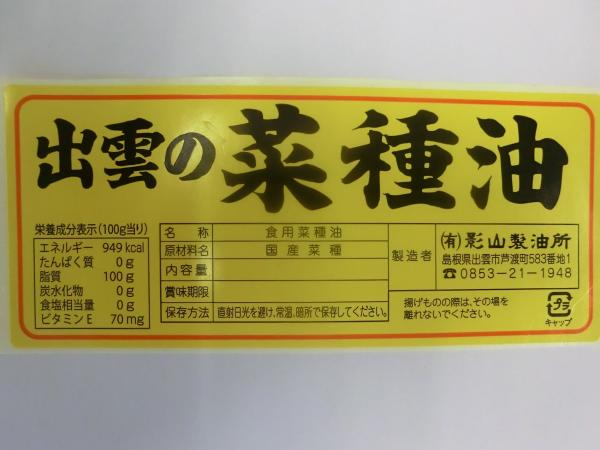 出雲の菜種油
栄養成分表示(100g当り)
エネルギー 949 kcal
たんぱく質 0 g
脂質 100 g
炭水化物 0 g
食塩相当量 0 g
ビタミンE 70 mg
名称 食用菜種油
原材料名 国産菜種
内容量
賞味期限
保存方法 直射日光を避け、常温、暗所で保存してください。
製造者
㈲影山製油所
島根県出雲市芦渡町583番地1
☎0853-21-1948
揚げものの際は、その場を
離れないでください。
プラ
キャップ